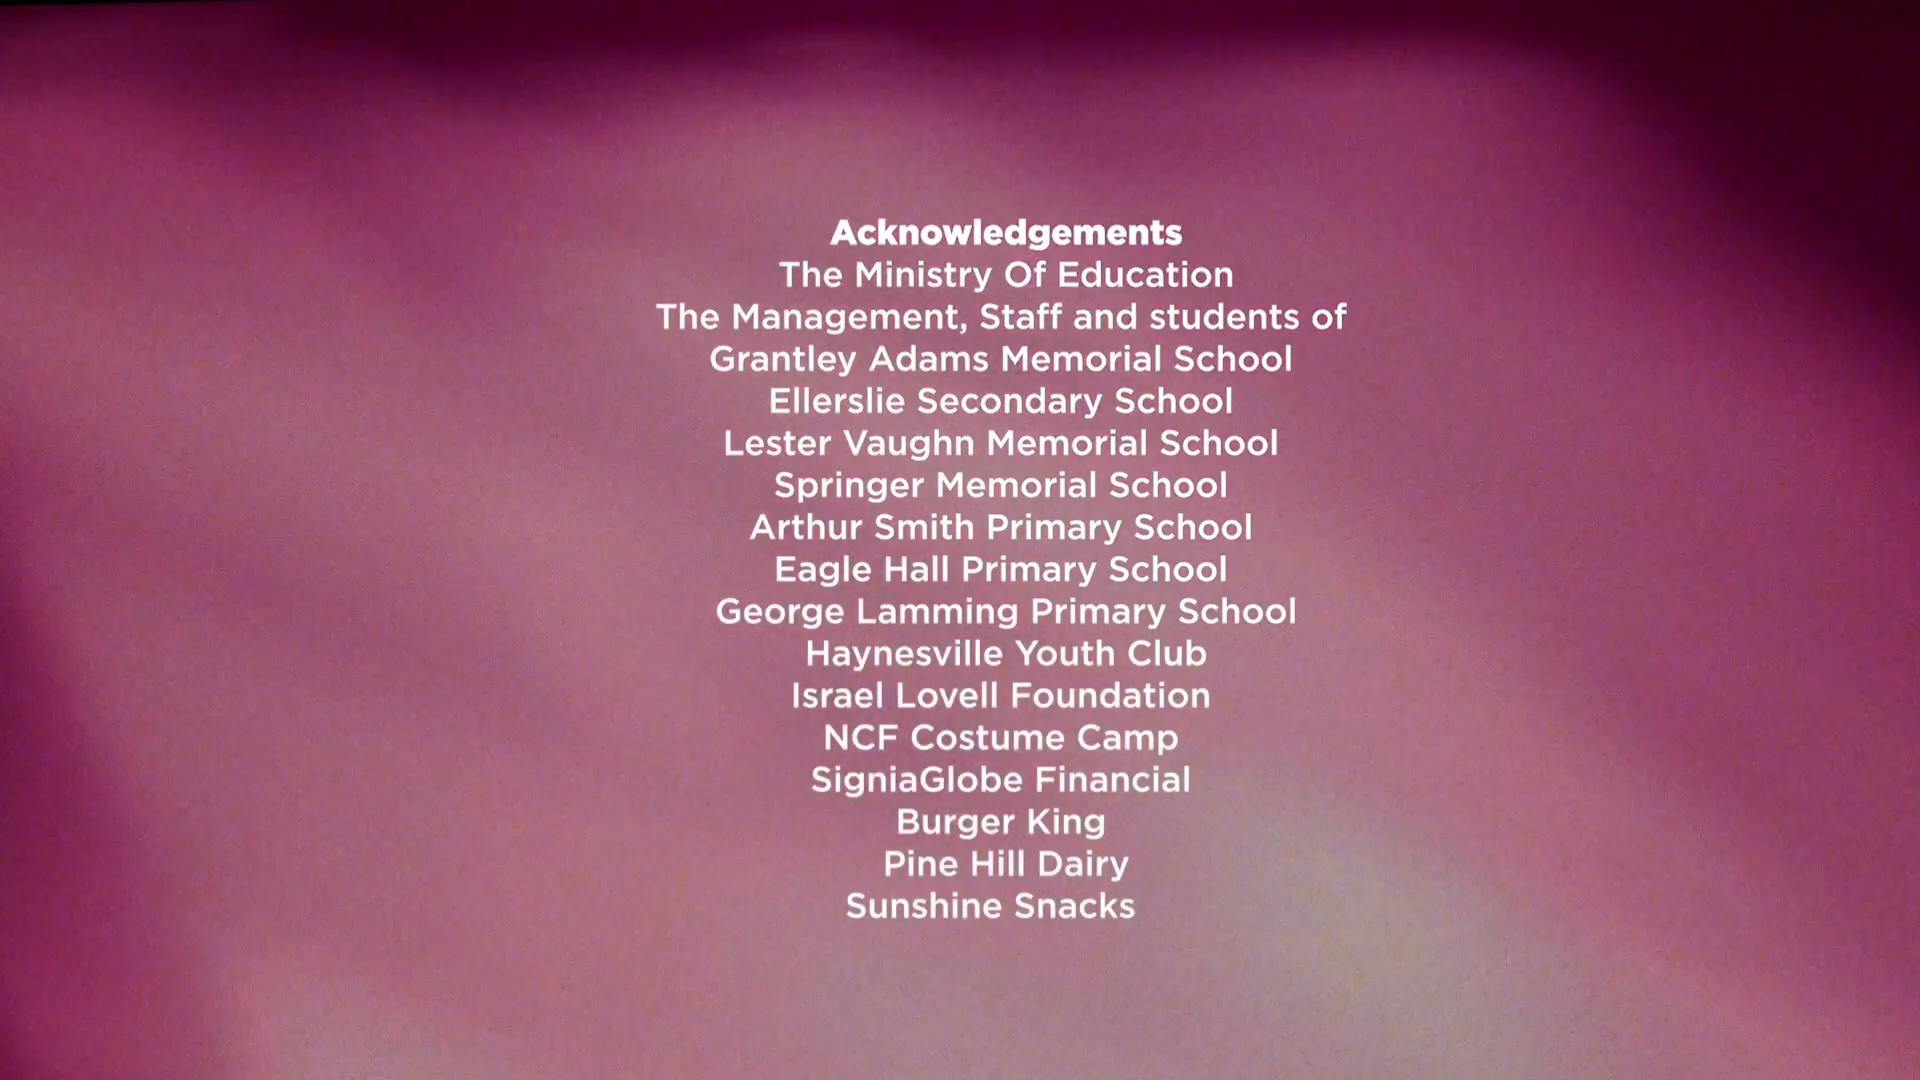 Acknowledgements
The Ministry Of Education
The Management, Staff and students of
Grantley Adams Memorial School
Ellerslie Secondary School
Lester Vaughn Memorial School
Springer Memorial School
Arthur Smith Primary School
Eagle Hall Primary School
George Lamming Primary School
Haynesville Youth Club
Israel Lovell Foundation
NCF Costume Camp
SigniaGlobe Financial
Burger King
Pine Hill Dairy
Sunshine Snacks